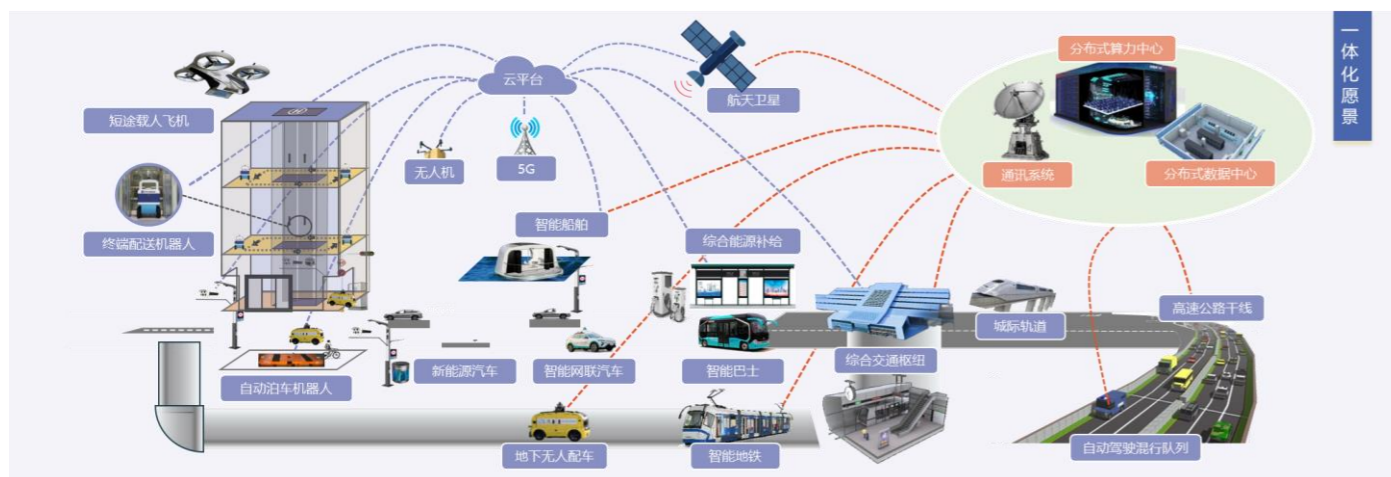 一体化愿景
云平台
航天卫星
分布式算力中心
短途载人飞机
无人机
5G
通讯系统
分布式数据中心
终端配送机器人
智能船舶
综合能源补给
高速公路干线
城际轨道
自动泊车机器人
新能源汽车
智能网联汽车
智能巴士
综合交通枢纽
地下无人配车
智能地铁
自动驾驶混行队列